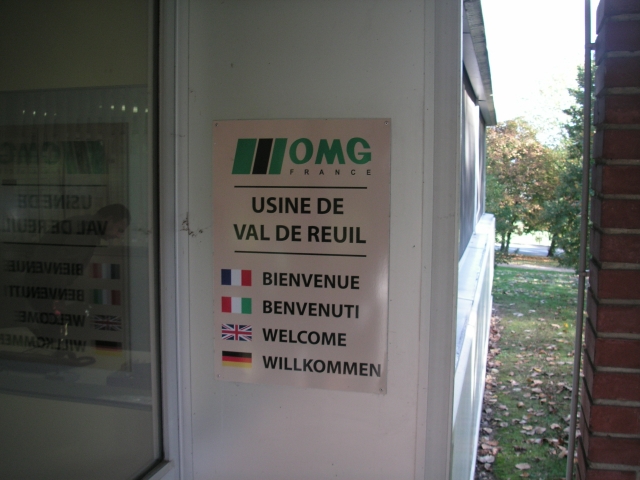 OMG
FRANCE
USINE DE
VAL DE REUIL
BIENVENUE
BENVENUTI
WELCOME
WILLKOMMEN